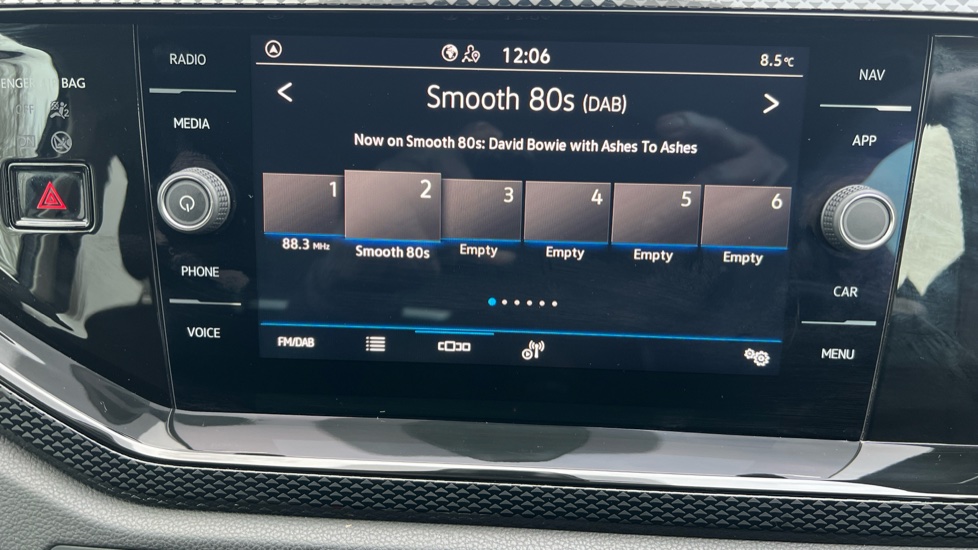 RADIO
MEDIA
PHONE
VOICE
BAG
OFF
12:06
8.5°C
< Smooth 80s (DAB) >
Now on Smooth 80s: David Bowie with Ashes To Ashes
1 2 3 4 5 6
88.3 MHz Smooth 80s Empty Empty Empty Empty
FM/DAB
NAV
APP
CAR
MENU